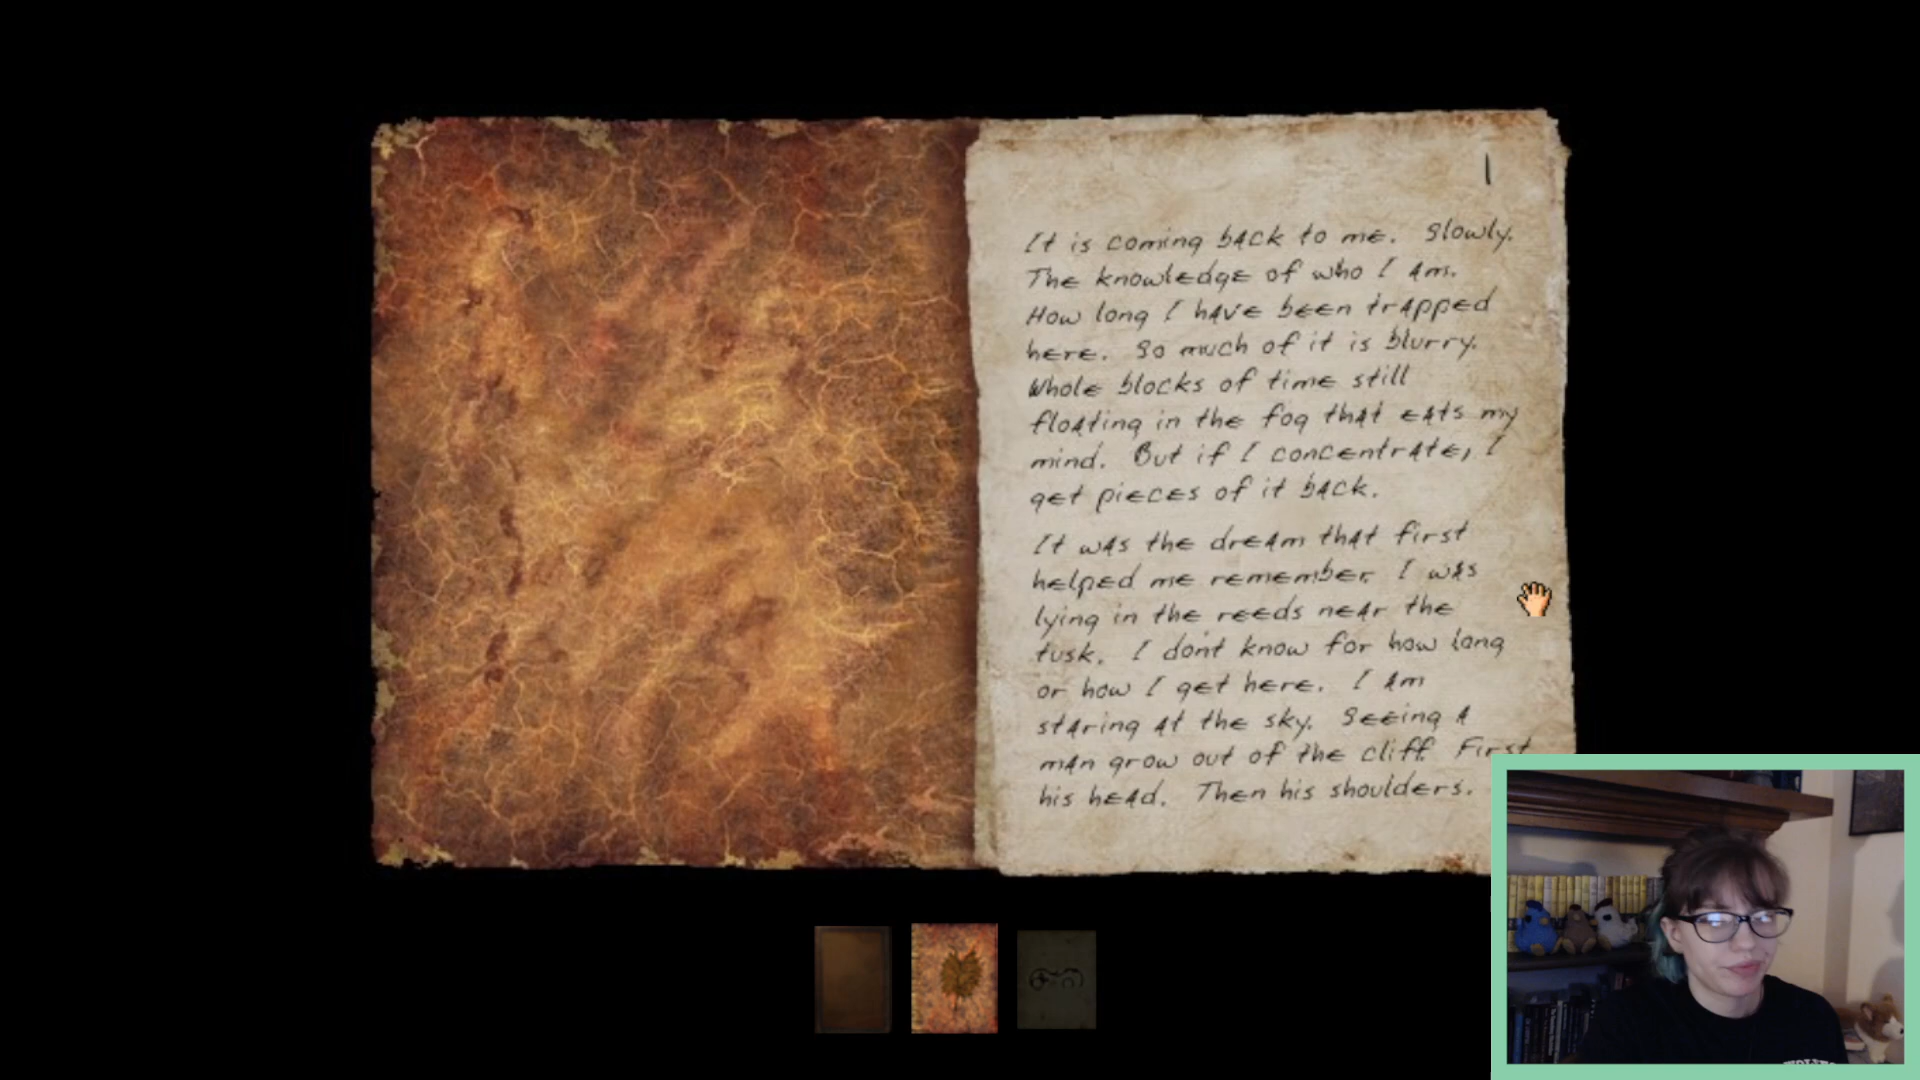 1
It is coming back to me. Slowly.
The knowledge of who I am.
How long I have been trapped
here. So much of it is blurry.
Whole blocks of time still
floating in the fog that eats my
mind. But if I concentrate, I
get pieces of it back.
It was the dream that first
helped me remember. I was
lying in the reeds near the
tusk. I don't know for how long
or how I get here. I am
staring at the sky. Seeing a
man grow out of the cliff. First
his head. Then his shoulders.